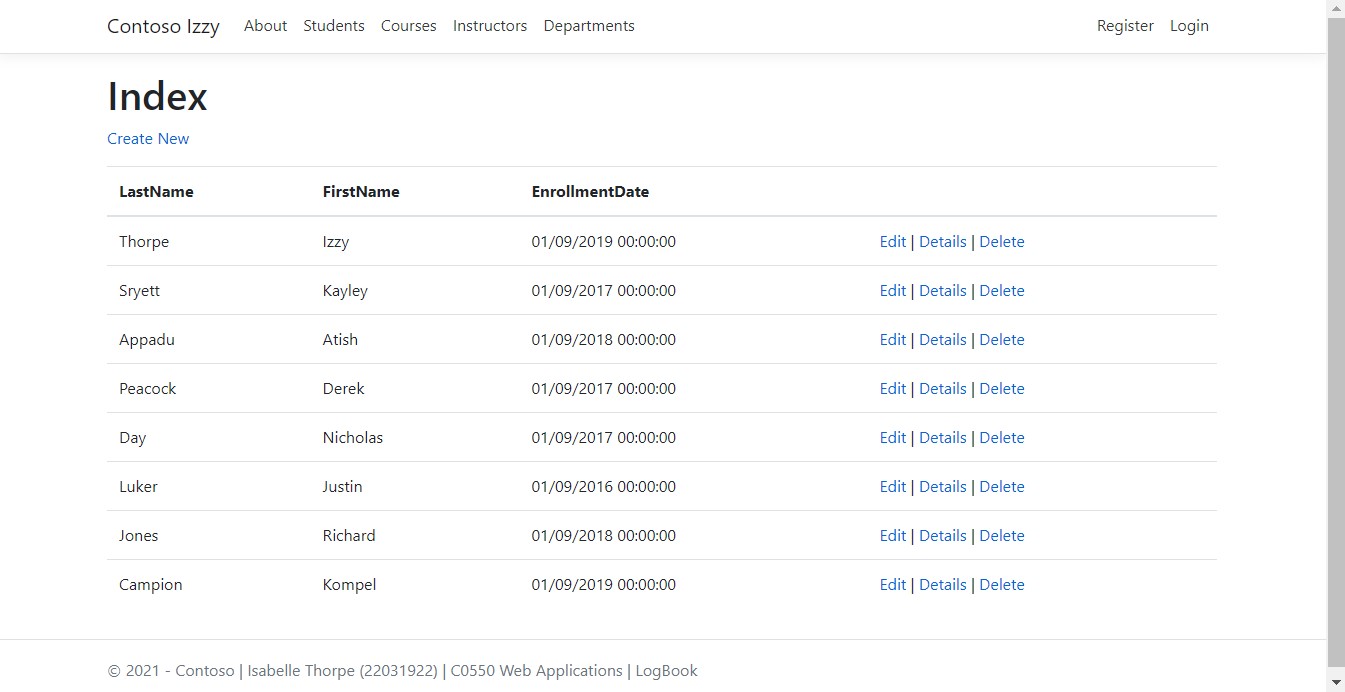 Contoso Izzy About Students Courses Instructors Departments Register Login
Index
Create New
LastName FirstName EnrollmentDate
Thorpe Izzy 01/09/2019 00:00:00 Edit | Details | Delete
Sryett Kayley 01/09/2017 00:00:00 Edit | Details | Delete
Appadu Atish 01/09/2018 00:00:00 Edit | Details | Delete
Peacock Derek 01/09/2017 00:00:00 Edit | Details | Delete
Day Nicholas 01/09/2017 00:00:00 Edit | Details | Delete
Luker Justin 01/09/2016 00:00:00 Edit | Details | Delete
Jones Richard 01/09/2018 00:00:00 Edit | Details | Delete
Campion Kompel 01/09/2019 00:00:00 Edit | Details | Delete
© 2021 - Contoso | Isabelle Thorpe (22031922) | C0550 Web Applications | LogBook